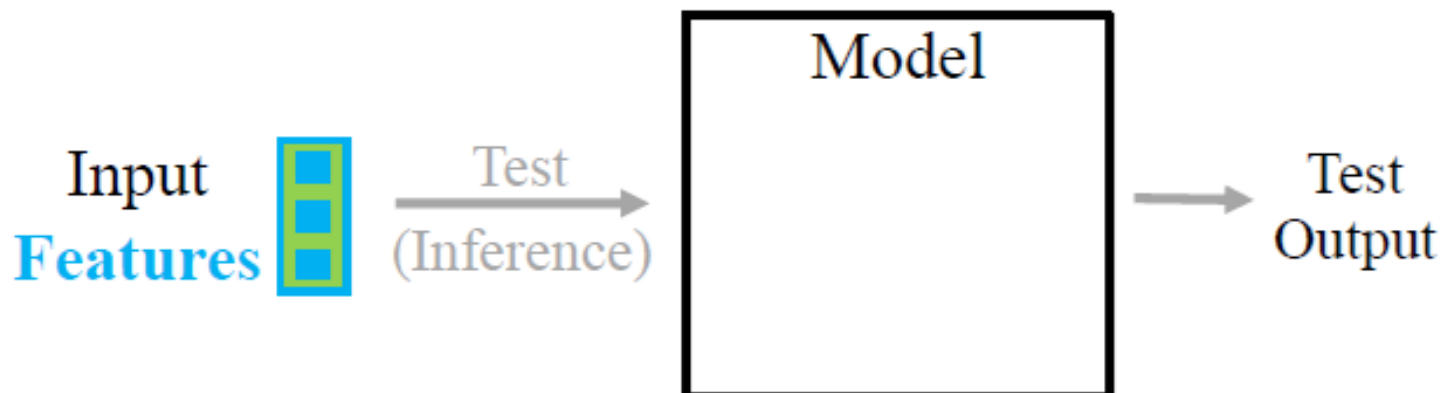 Model
Input
Features
Test
(Inference)
Test
Output